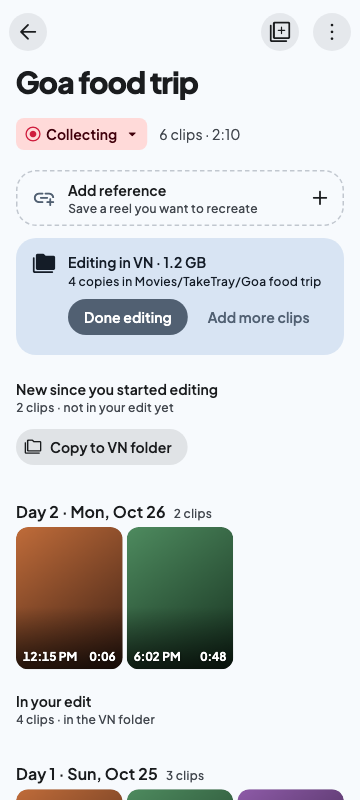 Goa food trip
Collecting
6 clips · 2:10
Add reference
Save a reel you want to recreate
Editing in VN · 1.2 GB
4 copies in Movies/TakeTray/Goa food trip
Done editing
Add more clips
New since you started editing
2 clips · not in your edit yet
Copy to VN folder
Day 2 · Mon, Oct 26 2 clips
12:15 PM 0:06
6:02 PM 0:48
In your edit
4 clips · in the VN folder
Day 1 · Sun, Oct 25 3 clips